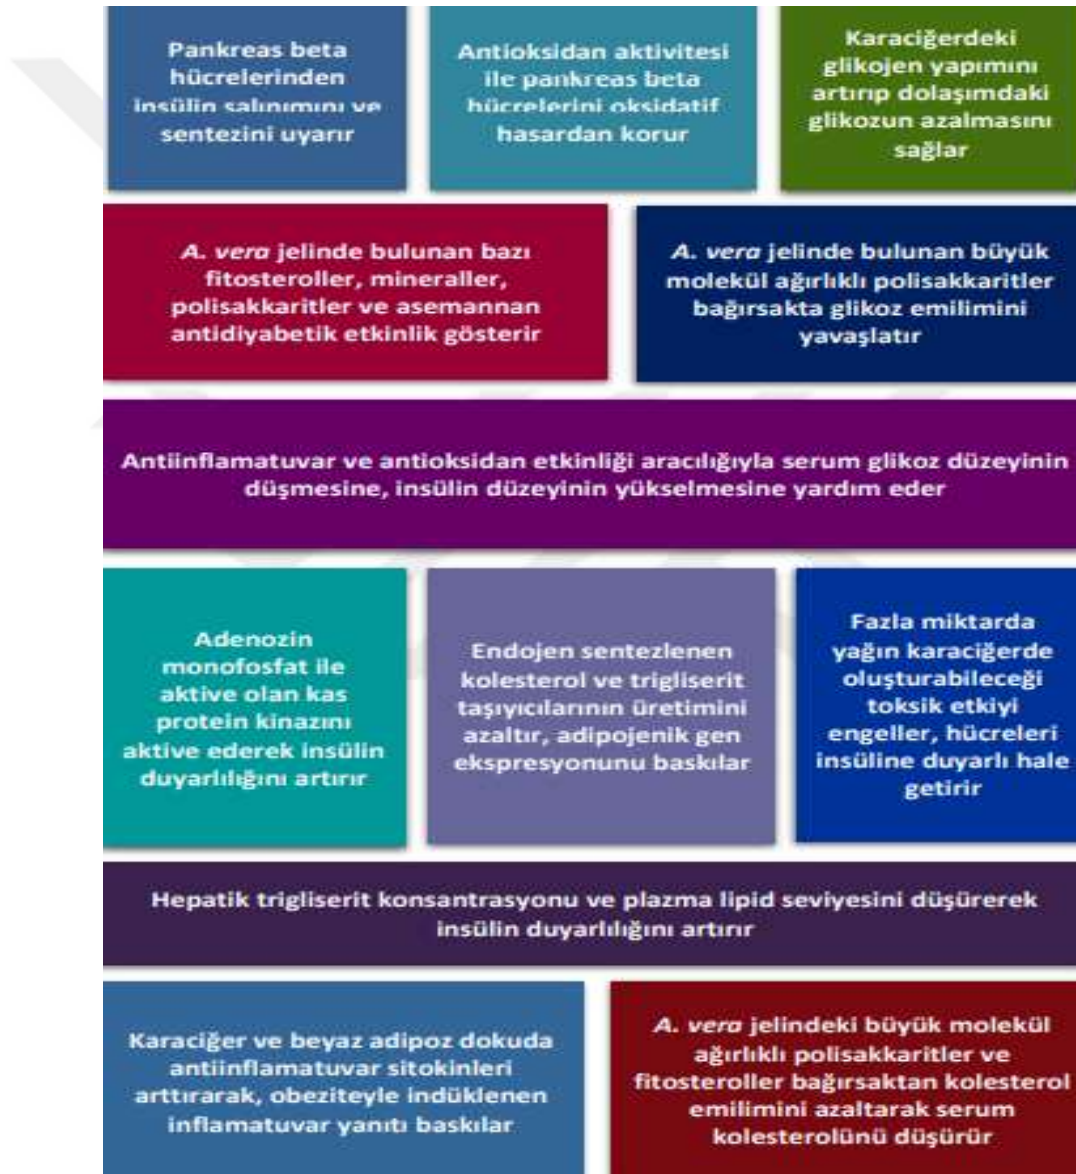 Pankreas beta
hücrelerinden
insülin salınımını ve
sentezini uyarır
Antioksidan aktivitesi
ile pankreas beta
hücrelerini oksidatif
hasardan korur
Karaciğerdeki
glikojen yapımını
artırıp dolaşımdaki
glikozun azalmasını
sağlar
A. vera jelinde bulunan bazı
fitosteroller, mineraller,
polisakkaritler ve asemannan
antidiyabetik etkinlik gösterir
A. vera jelinde bulunan büyük
molekül ağırlıklı polisakkaritler
bağırsakta glikoz emilimini
yavaşlatır
Antiinflamatuvar ve antioksidan etkinliği aracılığıyla serum glikoz düzeyinin
düşmesine, insülin düzeyinin yükselmesine yardım eder
Adenozin
monofosfat ile
aktive olan kas
protein kinazını
aktive ederek insülin
duyarlılığını artırır
Endojen sentezlenen
kolesterol ve trigliserit
taşıyıcılarının üretimini
azaltır, adipojenik gen
ekspresyonunu baskılar
Fazla miktarda
yağın karaciğerde
oluşturabileceği
toksik etkiyi
engeller, hücreleri
insüline duyarlı hale
getirir
Hepatik trigliserit konsantrasyonu ve plazma lipid seviyesini düşürerek
insülin duyarlılığını artırır
Karaciğer ve beyaz adipoz dokuda
antiinflamatuvar sitokinleri
arttırarak, obeziteyle indüklenen
inflamatuvar yanıtı baskılar
A. vera jelindeki büyük molekül
ağırlıklı polisakkaritler ve
fitosteroller bağırsaktan kolesterol
emilimini azaltarak serum
kolesterolünü düşürür